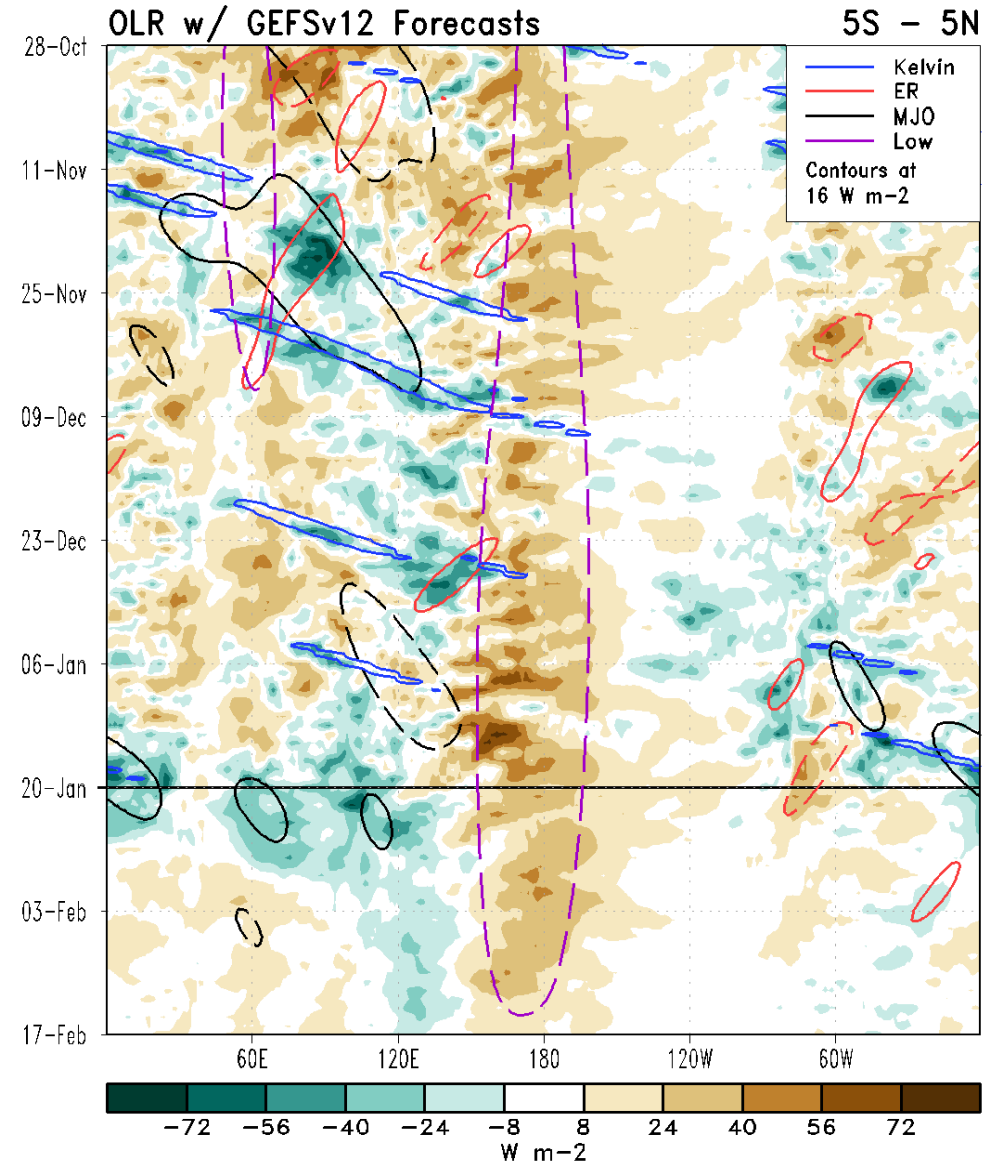 OLR w/ GEFSv12 Forecasts 5S - 5N
28-Oct
Kelvin
ER
MJO
Low
Contours at
16 W m-2
11-Nov
25-Nov
09-Dec
23-Dec
06-Jan
20-Jan
03-Feb
17-Feb
60E 120E 180 120W 60W
-72 -56 -40 -24 -8 8 24 40 56 72
W m-2